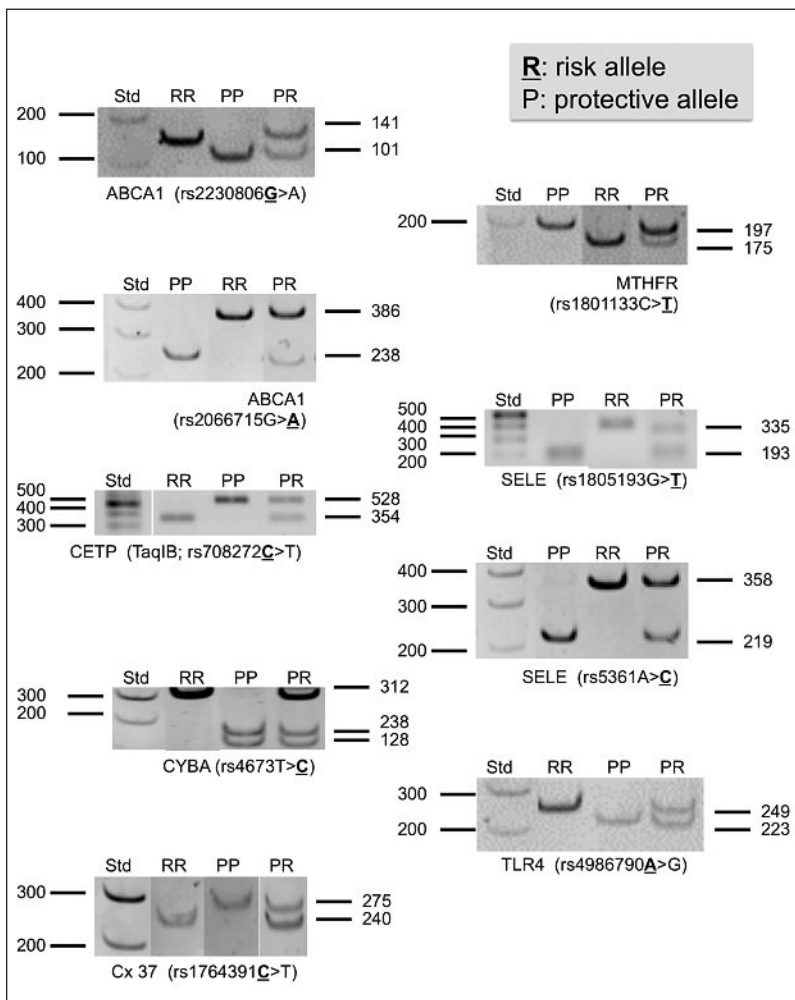 R: risk allele
P: protective allele
Std RR PP PR
200
100
141
101
ABCA1 (rs2230806G>A)
Std PP RR PR
200
197
175
MTHFR
(rs1801133C>T)
Std PP RR PR
400
300
200
386
238
ABCA1
(rs2066715G>A)
Std PP RR PR
500
400
300
200
335
193
SELE (rs1805193G>T)
Std RR PP PR
500
400
300
528
354
CETP (TaqIB; rs708272C>T)
Std PP RR PR
400
300
200
358
219
SELE (rs5361A>C)
Std RR PP PR
300
200
312
238
128
CYBA (rs4673T>C)
Std RR PP PR
300
200
249
223
TLR4 (rs4986790A>G)
Std RR PP PR
300
200
275
240
Cx 37 (rs1764391C>T)